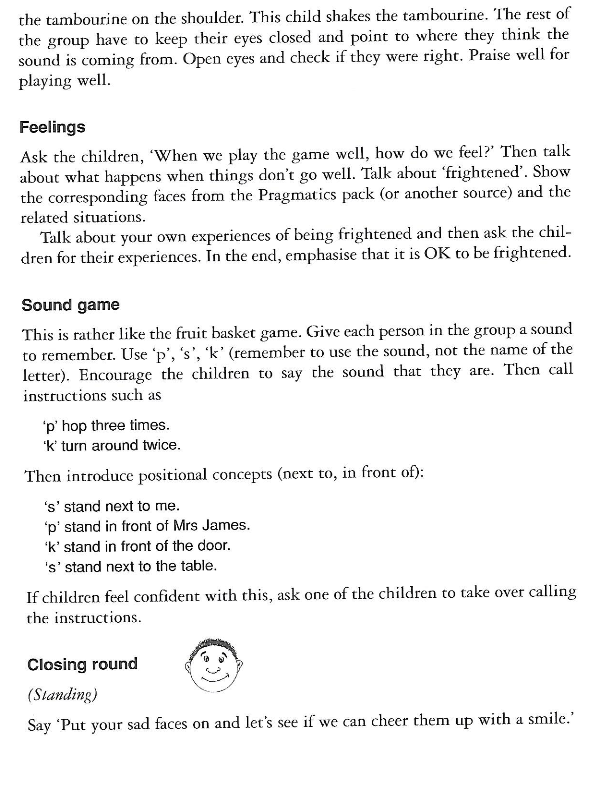 the tambourine on the shoulder. This child shakes the tambourine. The rest of
the group have to keep their eyes closed and point to where they think the
sound is coming from. Open eyes and check if they were right. Praise well for
playing well.
Feelings
Ask the children, ‘When we play the game well, how do we feel?’ Then talk
about what happens when things don’t go well. Talk about ‘frightened’. Show
the corresponding faces from the Pragmatics pack (or another source) and the
related situations.
Talk about your own experiences of being frightened and then ask the chil-
dren for their experiences. In the end, emphasise that it is OK to be frightened.
Sound game
This is rather like the fruit basket game. Give each person in the group a sound
to remember. Use ‘p’, ‘s’, ‘k’ (remember to use the sound, not the name of the
letter). Encourage the children to say the sound that they are. Then call
instructions such as
‘p’ hop three times.
‘k’ turn around twice.
Then introduce positional concepts (next to, in front of):
‘s’ stand next to me.
‘p’ stand in front of Mrs James.
‘k’ stand in front of the door.
‘s’ stand next to the table.
If children feel confident with this, ask one of the children to take over calling
the instructions.
Closing round
(Standing)
Say ‘Put your sad faces on and let’s see if we can cheer them up with a smile.’